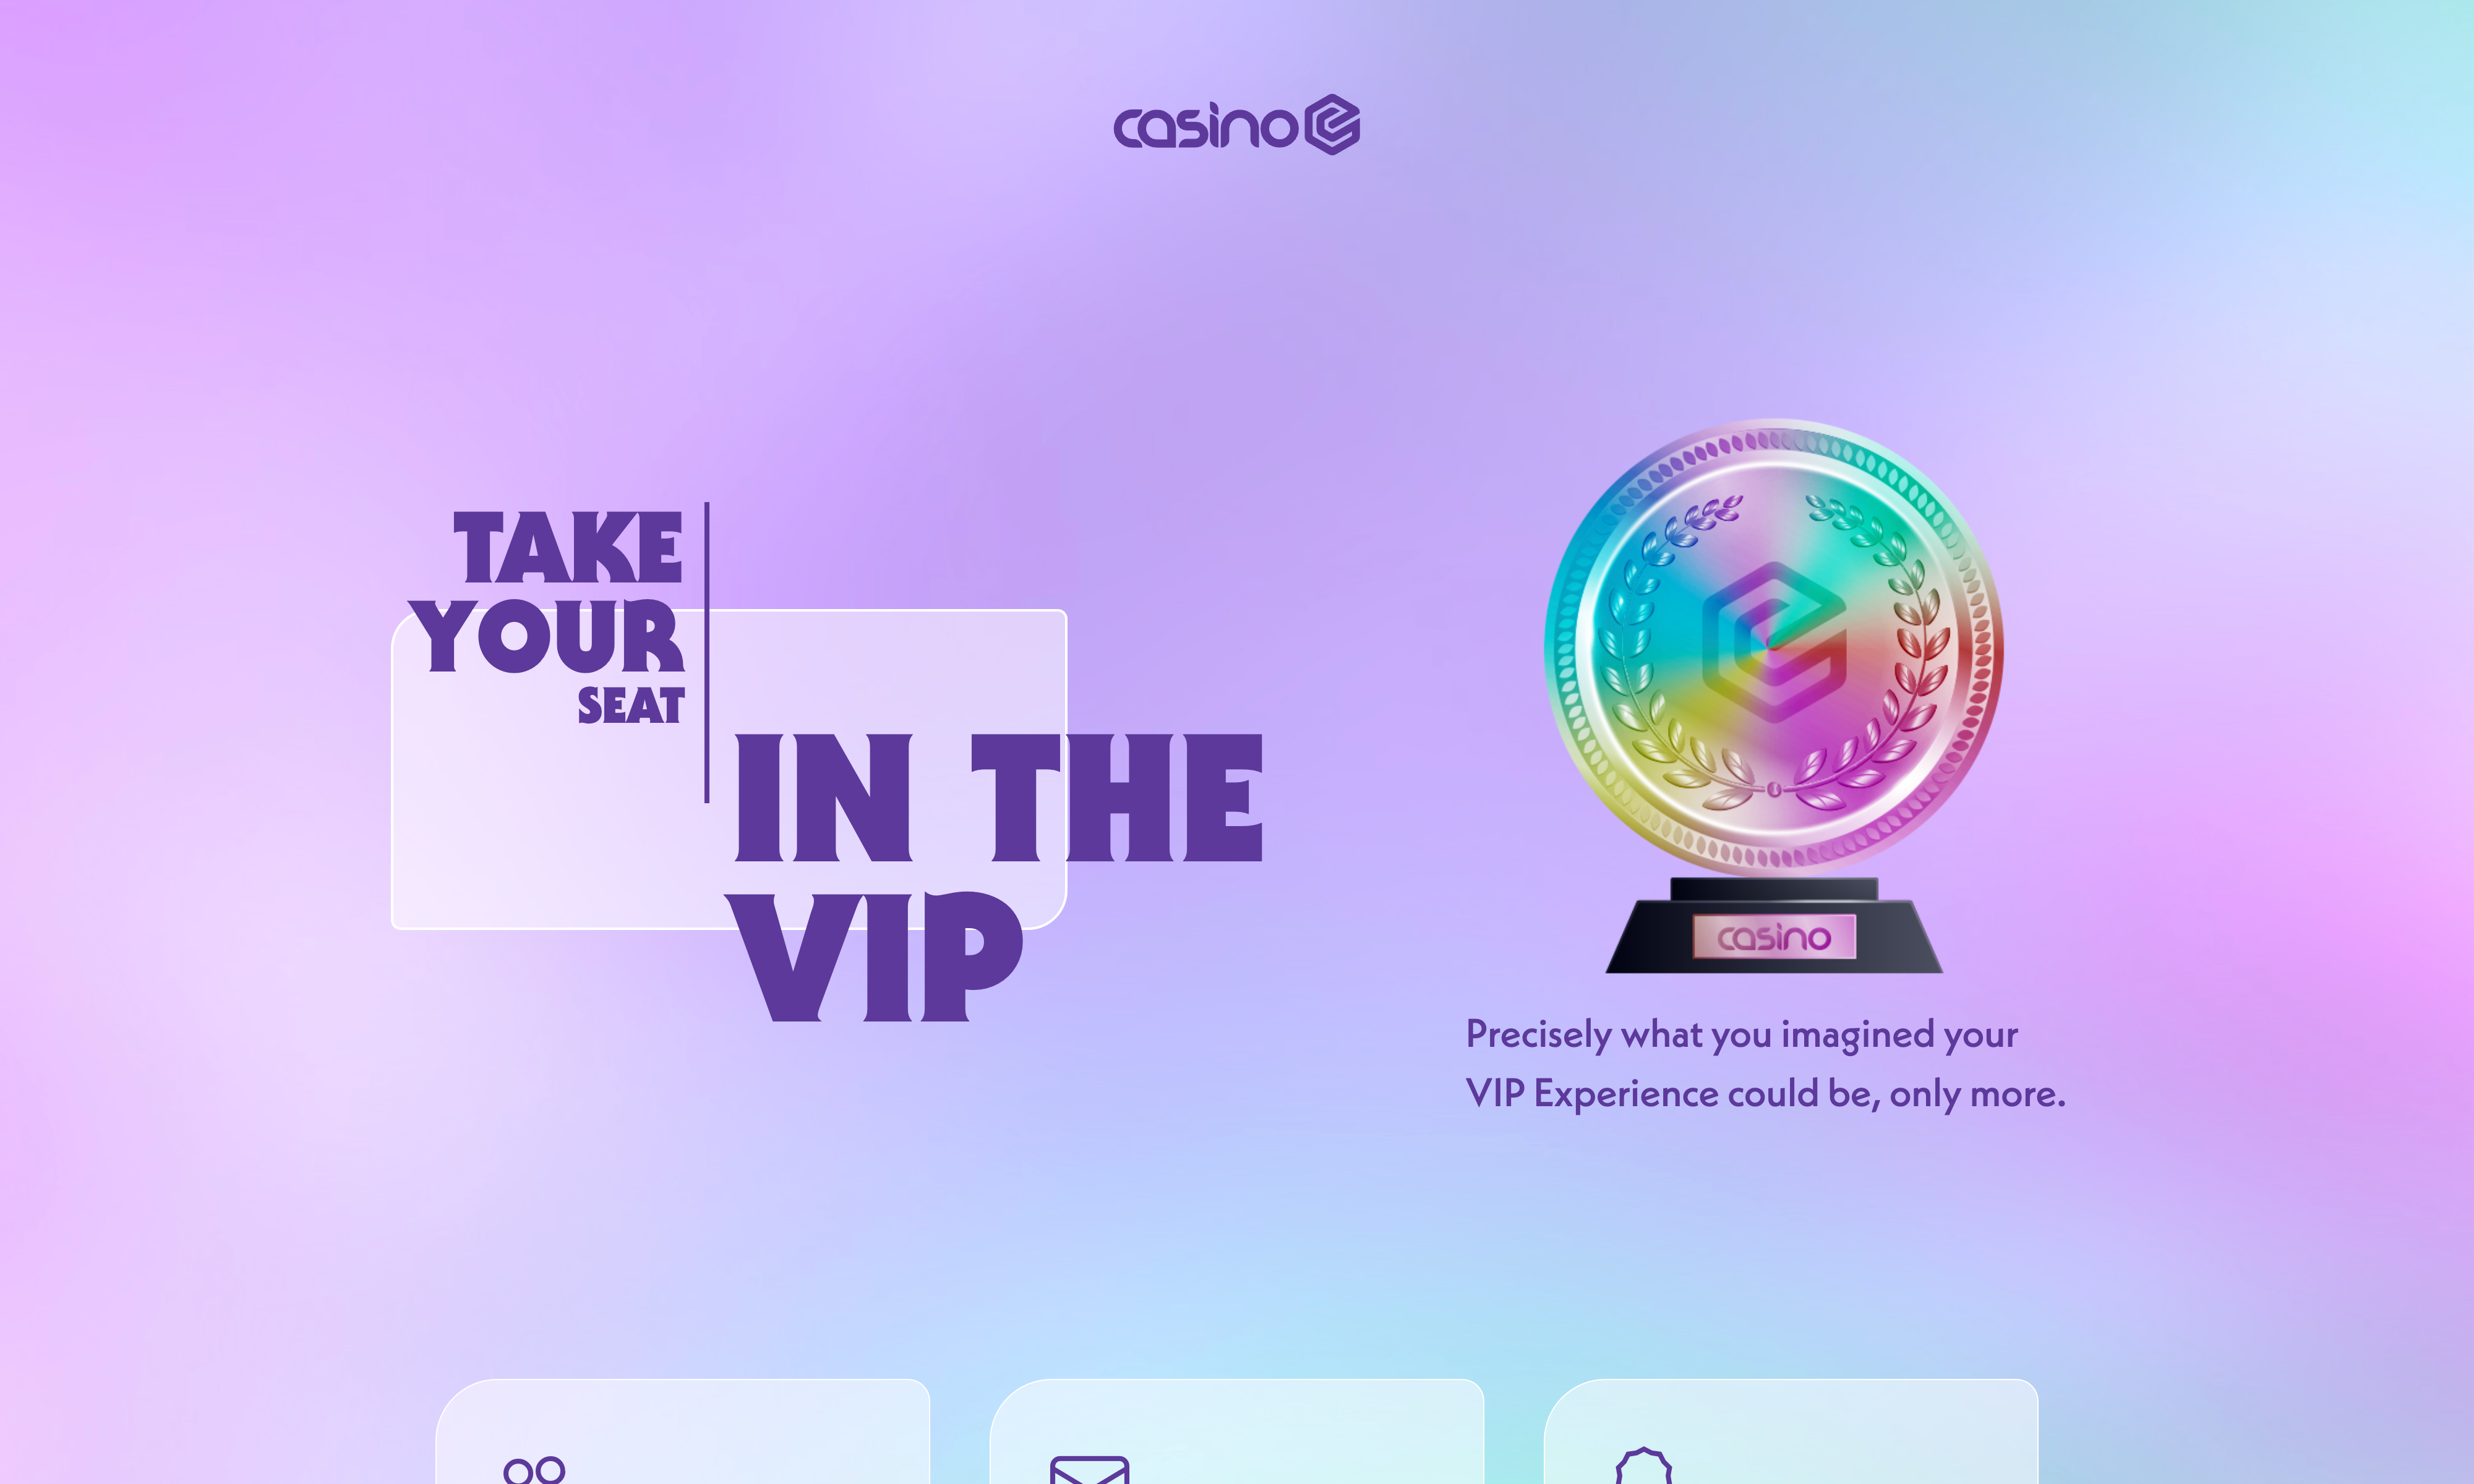 casino
TAKE
YOUR
SEAT
IN THE
VIP
casino
Precisely what you imagined your
VIP Experience could be, only more.